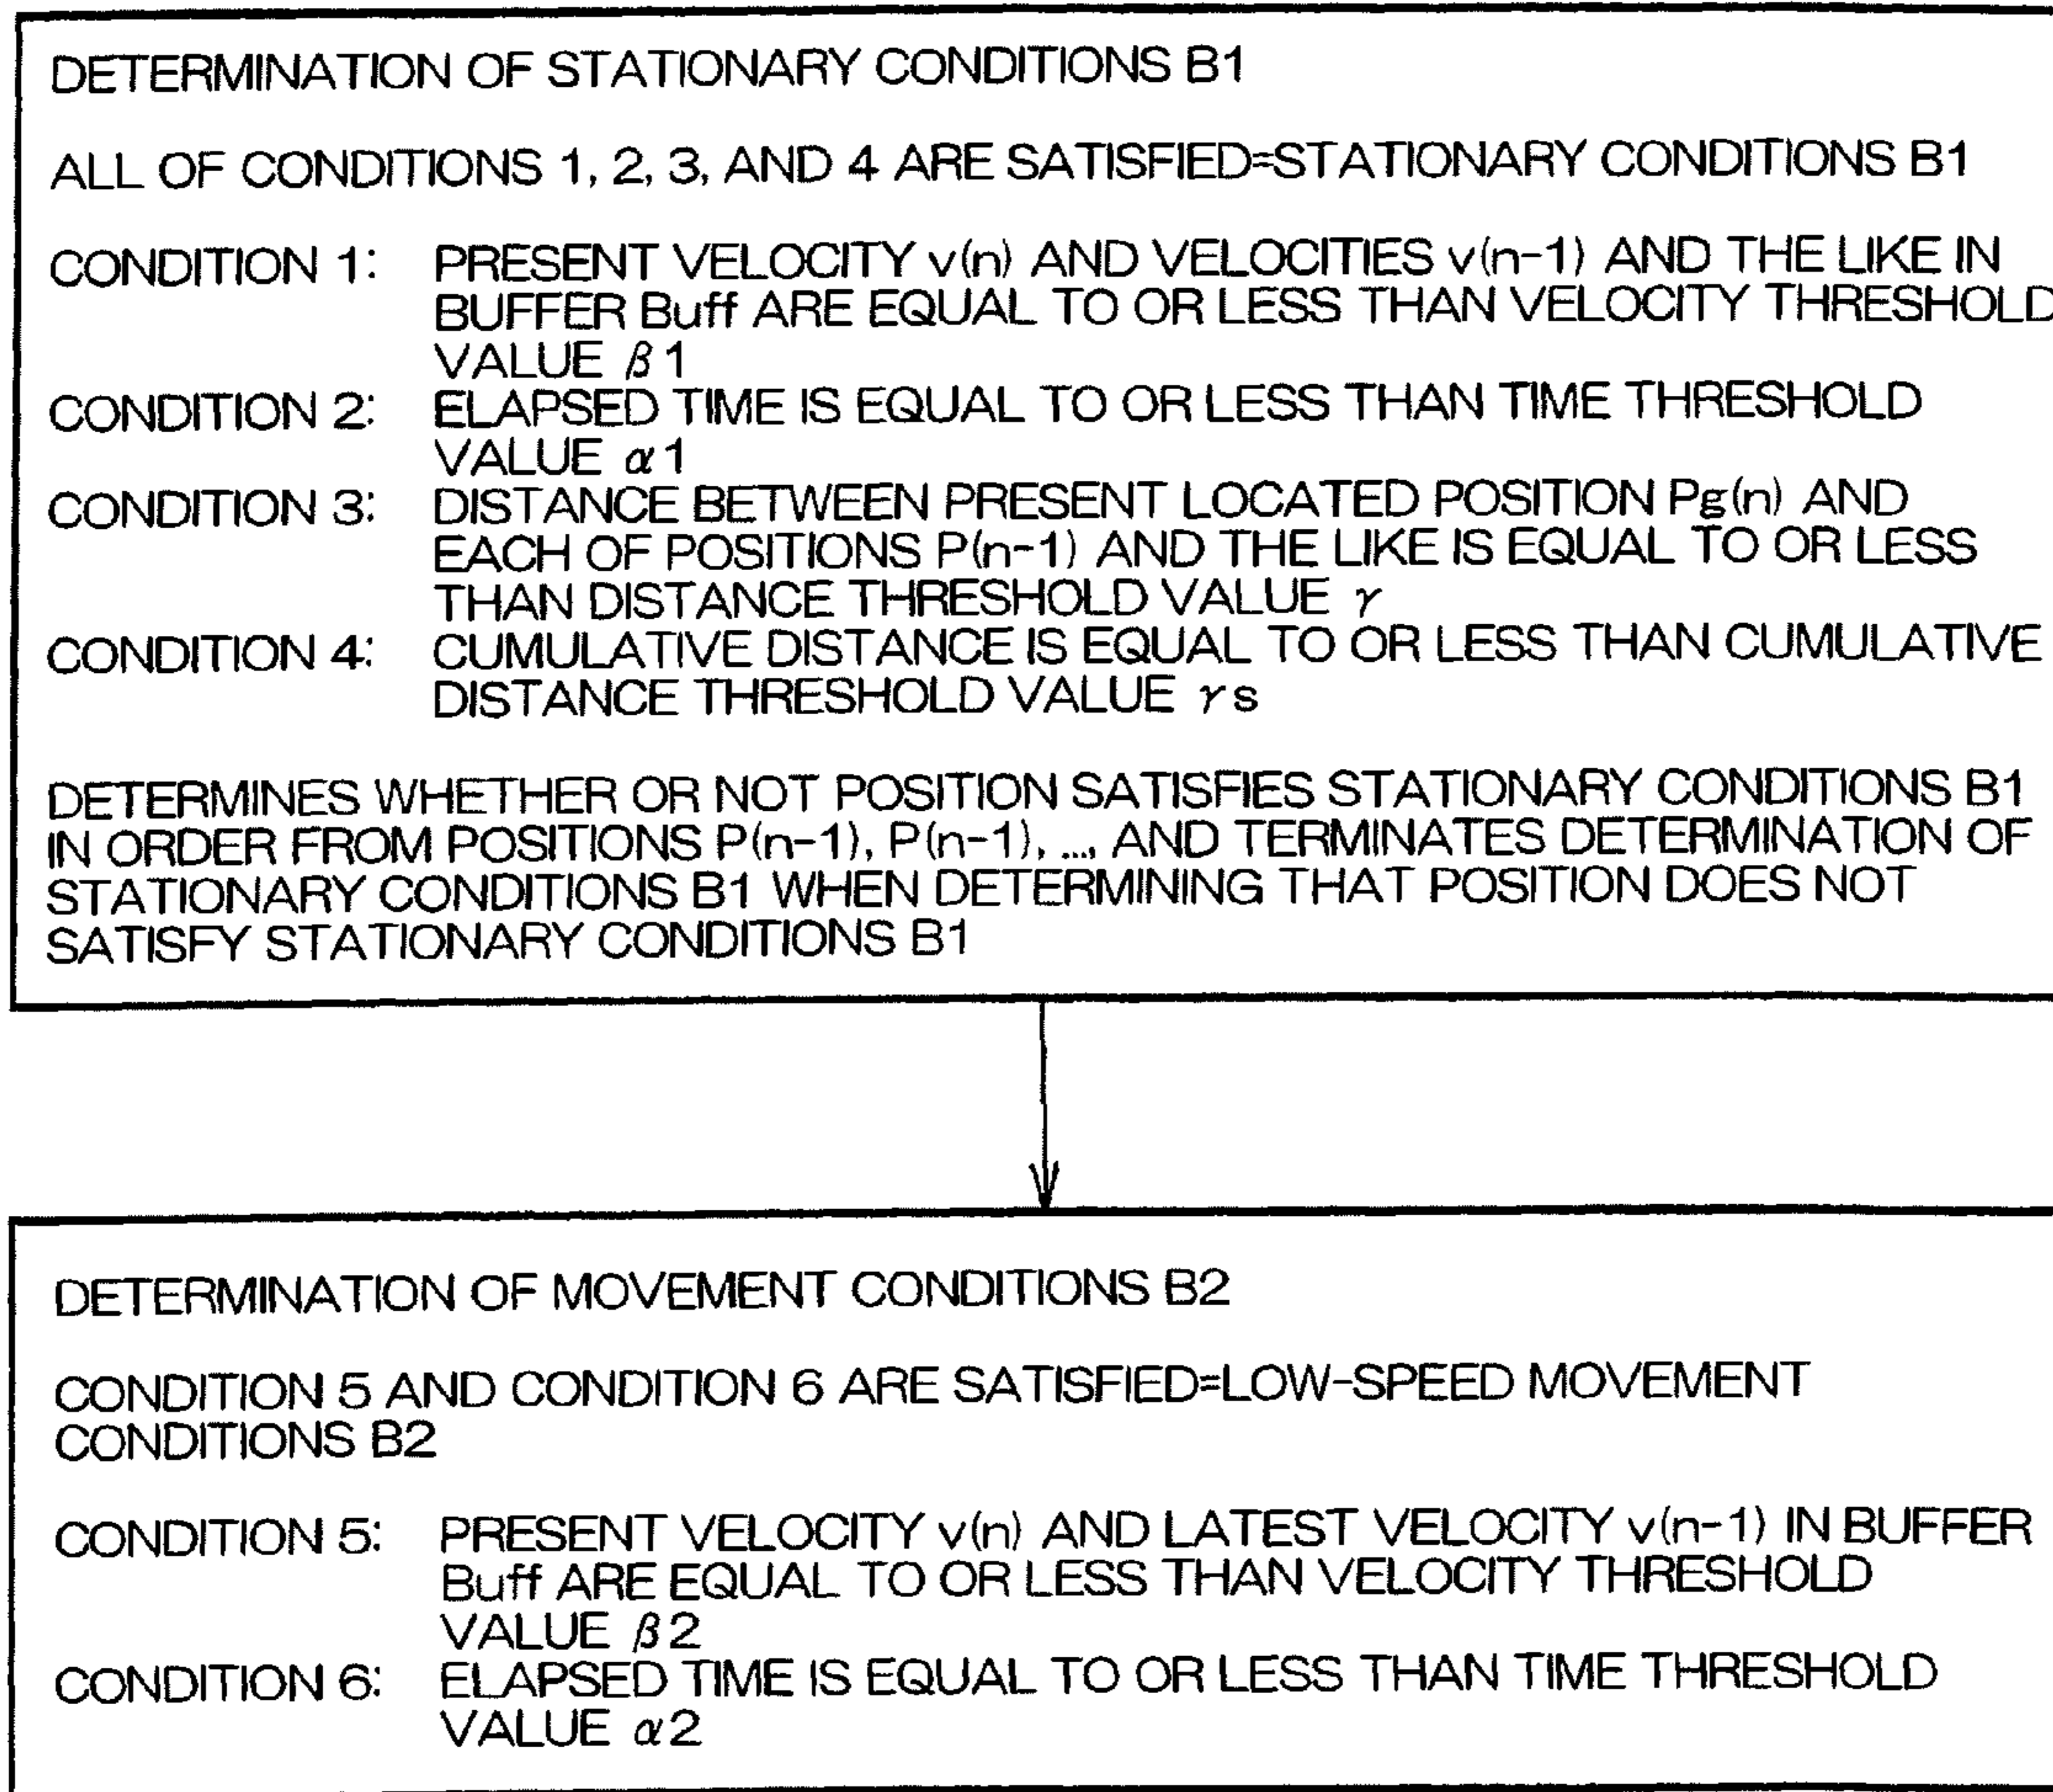 DETERMINATION OF STATIONARY CONDITIONS B1
ALL OF CONDITIONS 1, 2, 3, AND 4 ARE SATISFIED=STATIONARY CONDITIONS B1
CONDITION 1: PRESENT VELOCITY v(n) AND VELOCITIES v(n-1) AND THE LIKE IN
BUFFER Buff ARE EQUAL TO OR LESS THAN VELOCITY THRESHOLD
VALUE β1
CONDITION 2: ELAPSED TIME IS EQUAL TO OR LESS THAN TIME THRESHOLD
VALUE α1
CONDITION 3: DISTANCE BETWEEN PRESENT LOCATED POSITION Pg(n) AND
EACH OF POSITIONS P(n-1) AND THE LIKE IS EQUAL TO OR LESS
THAN DISTANCE THRESHOLD VALUE γ
CONDITION 4: CUMULATIVE DISTANCE IS EQUAL TO OR LESS THAN CUMULATIVE
DISTANCE THRESHOLD VALUE γs
DETERMINES WHETHER OR NOT POSITION SATISFIES STATIONARY CONDITIONS B1
IN ORDER FROM POSITIONS P(n-1), P(n-1), ..., AND TERMINATES DETERMINATION OF
STATIONARY CONDITIONS B1 WHEN DETERMINING THAT POSITION DOES NOT
SATISFY STATIONARY CONDITIONS B1
DETERMINATION OF MOVEMENT CONDITIONS B2
CONDITION 5 AND CONDITION 6 ARE SATISFIED=LOW-SPEED MOVEMENT
CONDITIONS B2
CONDITION 5: PRESENT VELOCITY v(n) AND LATEST VELOCITY v(n-1) IN BUFFER
Buff ARE EQUAL TO OR LESS THAN VELOCITY THRESHOLD
VALUE β2
CONDITION 6: ELAPSED TIME IS EQUAL TO OR LESS THAN TIME THRESHOLD
VALUE α2